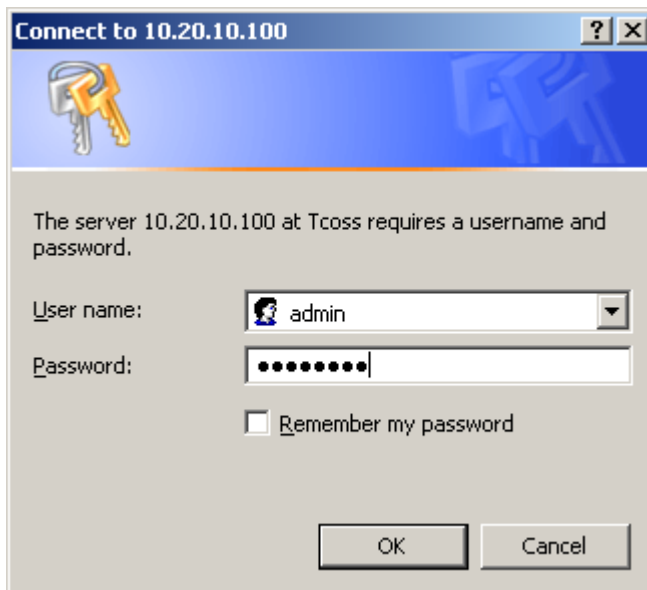 Connect to 10.20.10.100
The server 10.20.10.100 at Tcoss requires a username and
password.
User name:
admin
Password:
●●●●●●●●
Remember my password
OK
Cancel